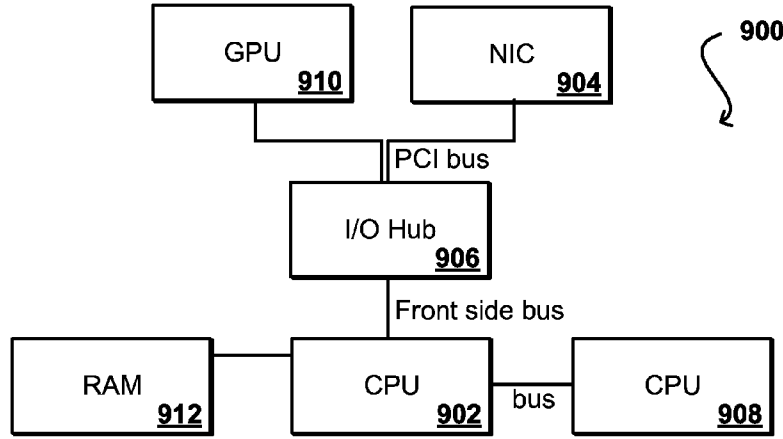 900
GPU
910
NIC
904
PCI bus
I/O Hub
906
Front side bus
RAM
912
CPU
902
bus
CPU
908